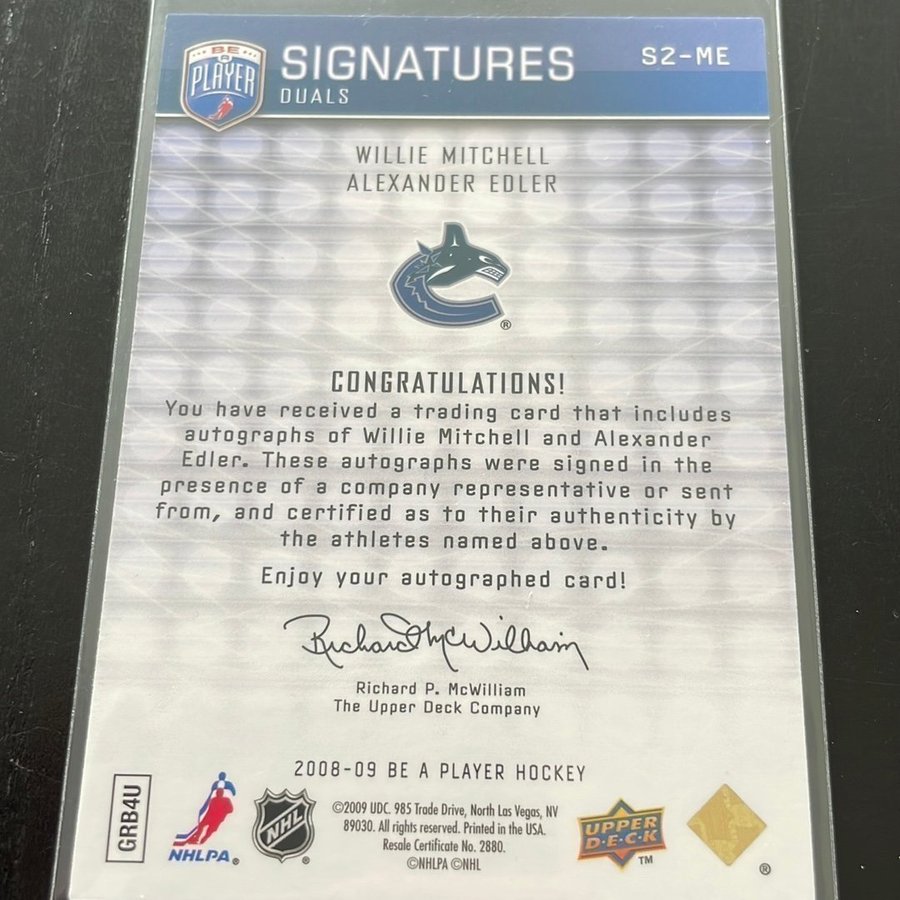 BE A PLAYER
SIGNATURES
DUALS
S2-ME
WILLIE MITCHELL
ALEXANDER EDLER
®
CONGRATULATIONS!
You have received a trading card that includes
autographs of Willie Mitchell and Alexander
Edler. These autographs were signed in the
presence of a company representative or sent
from, and certified as to their authenticity by
the athletes named above.
Enjoy your autographed card!
Richard McWilliam
Richard P. McWilliam
The Upper Deck Company
2008-09 BE A PLAYER HOCKEY
GRB4U
NHLPA®
NHL
®
©2009 UDC. 985 Trade Drive, North Las Vegas, NV
89030. All rights reserved. Printed in the USA.
Resale Certificate No. 2880.
©NHLPA ©NHL
UPPER
D·E·C·K
TM
®